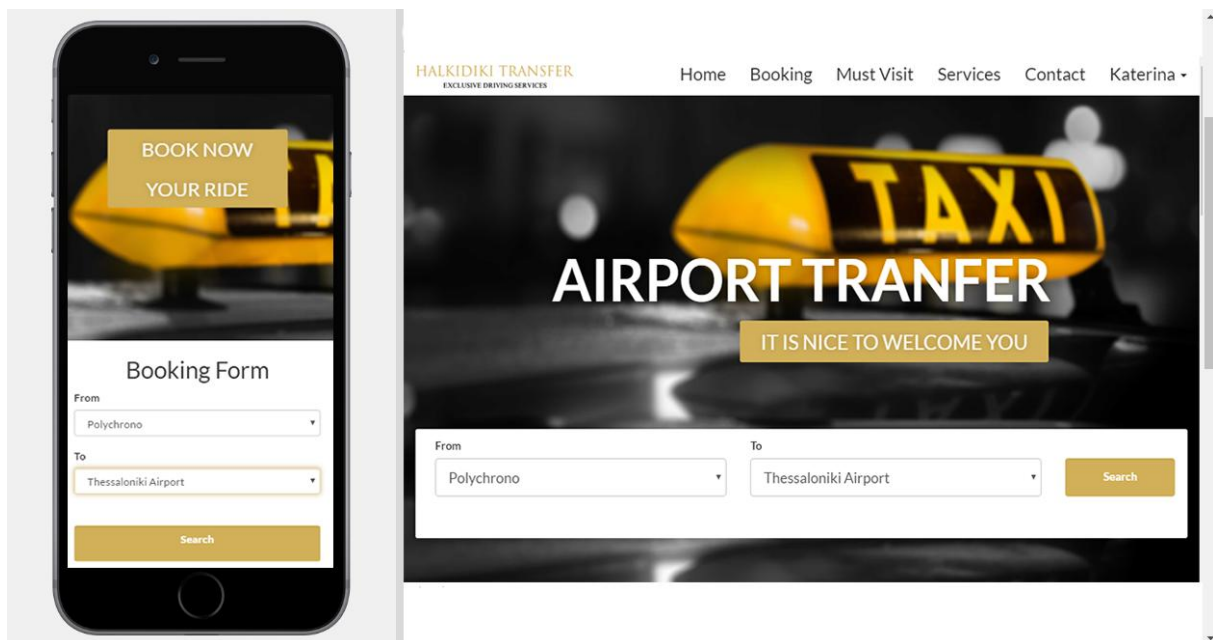 BOOK NOW
YOUR RIDE
Booking Form
From
Polychrono
To
Thessaloniki Airport
Search
HALKIDIKI TRANSFER
EXCLUSIVE DRIVING SERVICES
Home Booking Must Visit Services Contact Katerina
TAXI
AIRPORT TRANFER
IT IS NICE TO WELCOME YOU
From To
Polychrono Thessaloniki Airport Search